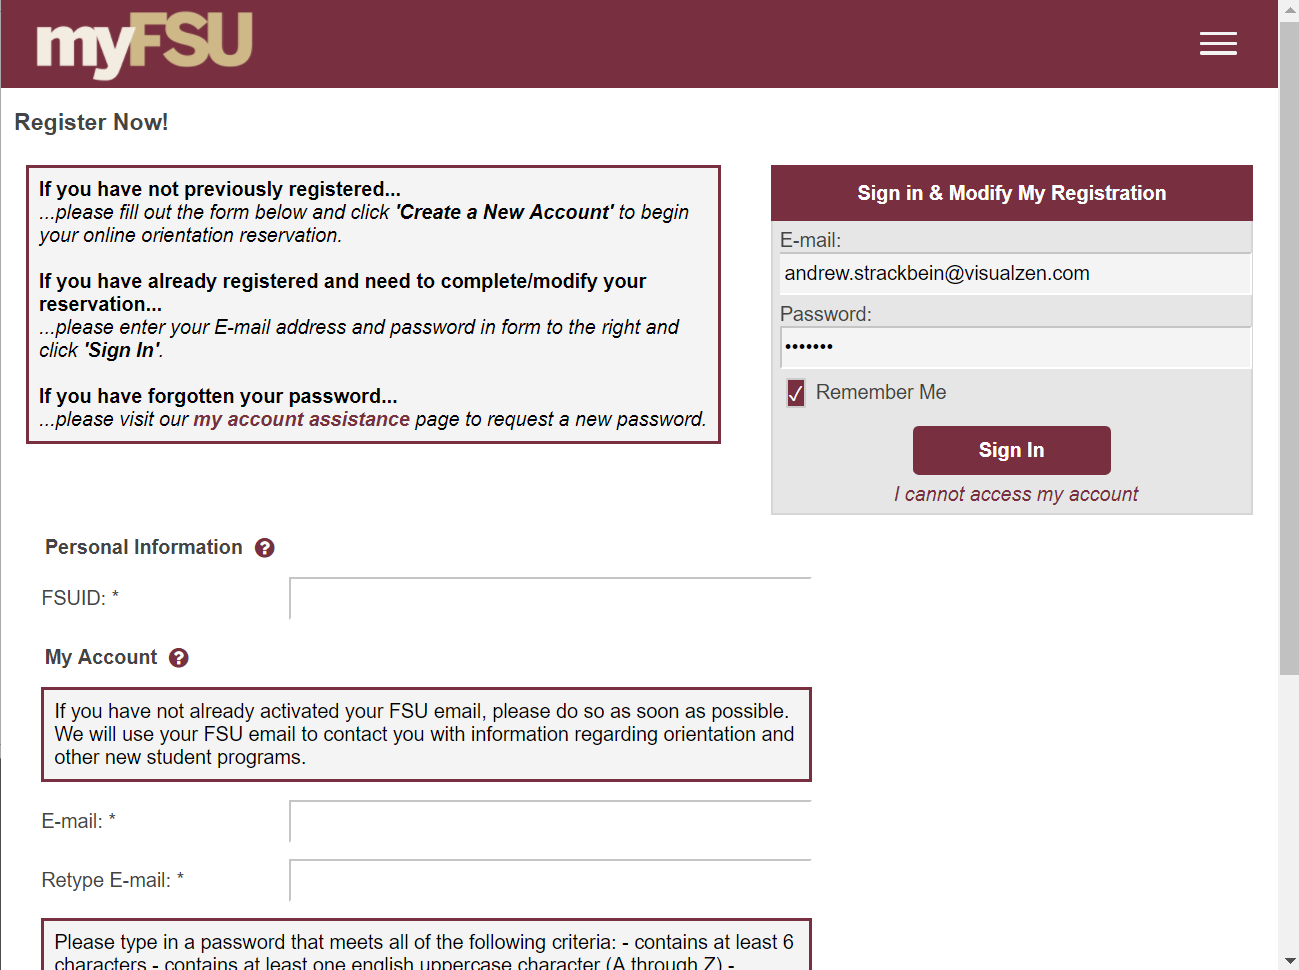 myFSU
Register Now!
If you have not previously registered...
...please fill out the form below and click 'Create a New Account' to begin
your online orientation reservation.
If you have already registered and need to complete/modify your
reservation...
...please enter your E-mail address and password in form to the right and
click 'Sign In'.
If you have forgotten your password...
...please visit our my account assistance page to request a new password.
Sign in & Modify My Registration
E-mail:
andrew.strackbein@visualzen.com
Password:
•••••••
Remember Me
Sign In
I cannot access my account
Personal Information ?
FSUID: *
My Account ?
If you have not already activated your FSU email, please do so as soon as possible.
We will use your FSU email to contact you with information regarding orientation and
other new student programs.
E-mail: *
Retype E-mail: *
Please type in a password that meets all of the following criteria: - contains at least 6
characters - contains at least one english uppercase character (A through Z) -